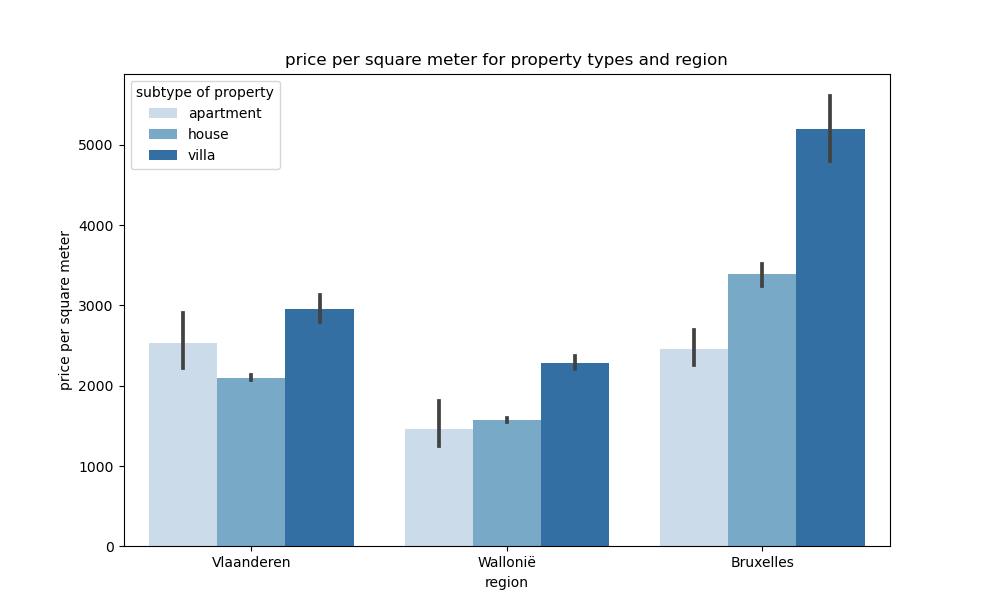 price per square meter for property types and region
subtype of property
apartment
house
villa
price per square meter
5000
4000
3000
2000
1000
0
Vlaanderen
Wallonië
Bruxelles
region